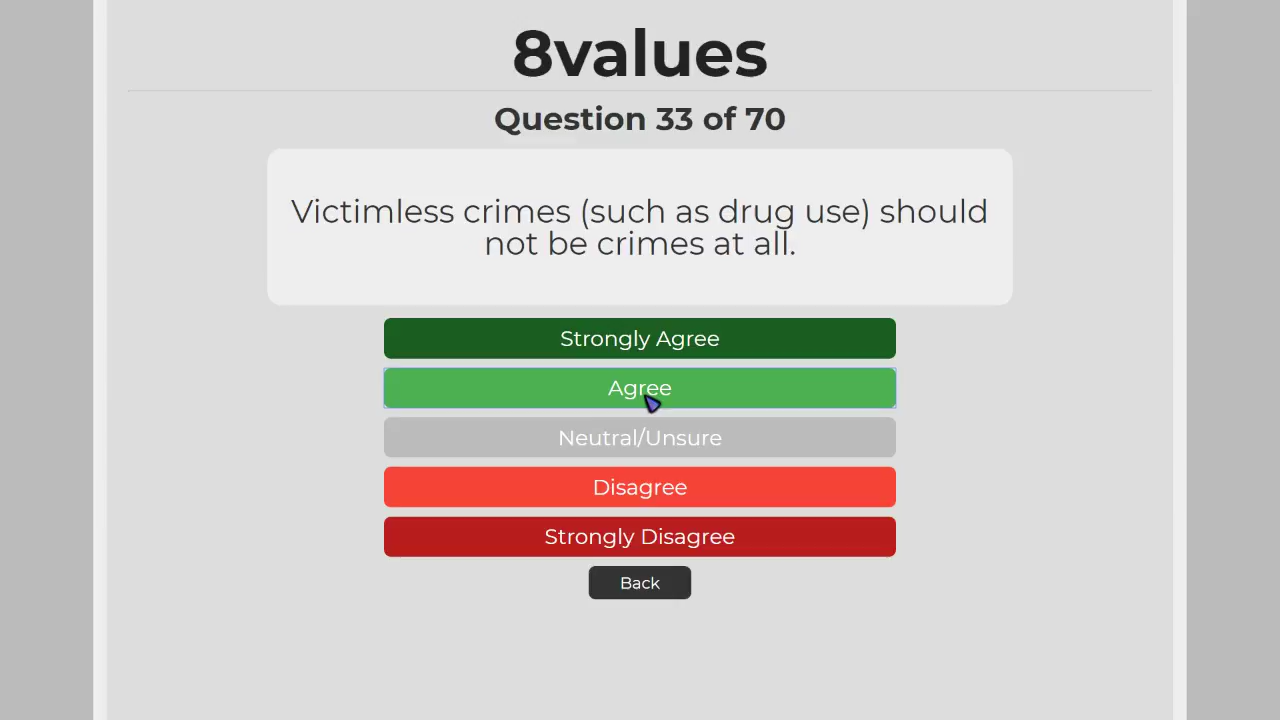 8values
Question 33 of 70
Victimless crimes (such as drug use) should
not be crimes at all.
Strongly Agree
Agree
Neutral/Unsure
Disagree
Strongly Disagree
Back